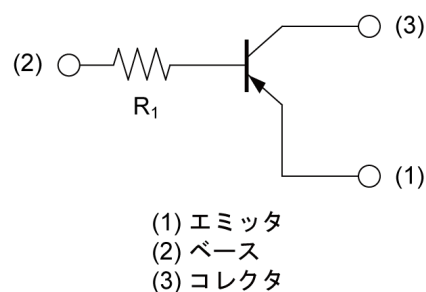 (3)
(2)
R₁
(1)
(1) エミッタ
(2) ベース
(3) コレクタ